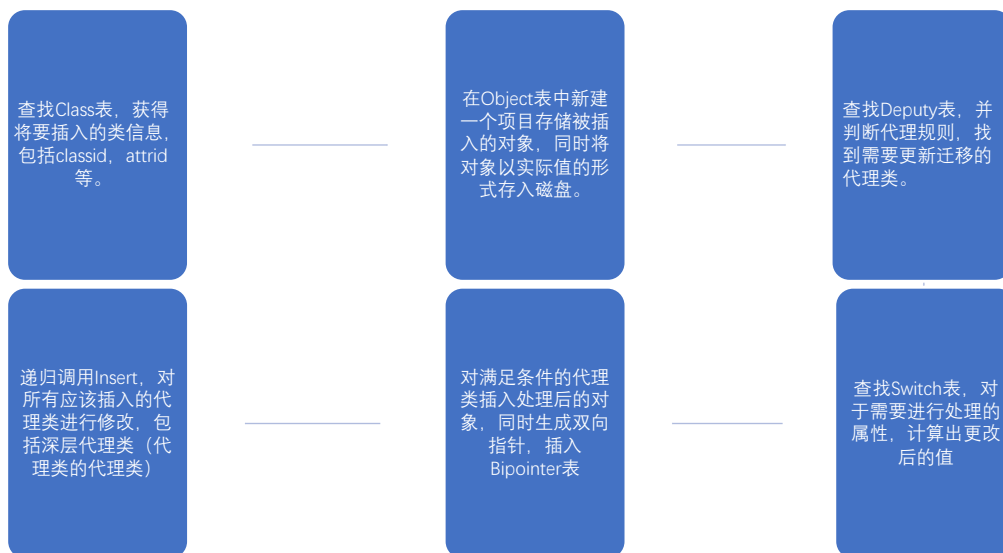 查找Class表，获得
将要插入的类信息，
包括classid，attrid
等。
在Object表中新建
一个项目存储被插
入的对象，同时将
对象以实际值的形
式存入磁盘。
查找Deputy表，并
判断代理规则，找
到需要更新迁移的
代理类。
查找Switch表，对
于需要进行处理的
属性，计算出更改
后的值
对满足条件的代理
类插入处理后的对
象，同时生成双向
指针，插入
Bipointer表
递归调用Insert，对
所有应该插入的代
理类进行修改，包
括深层代理类（代
理类的代理类）